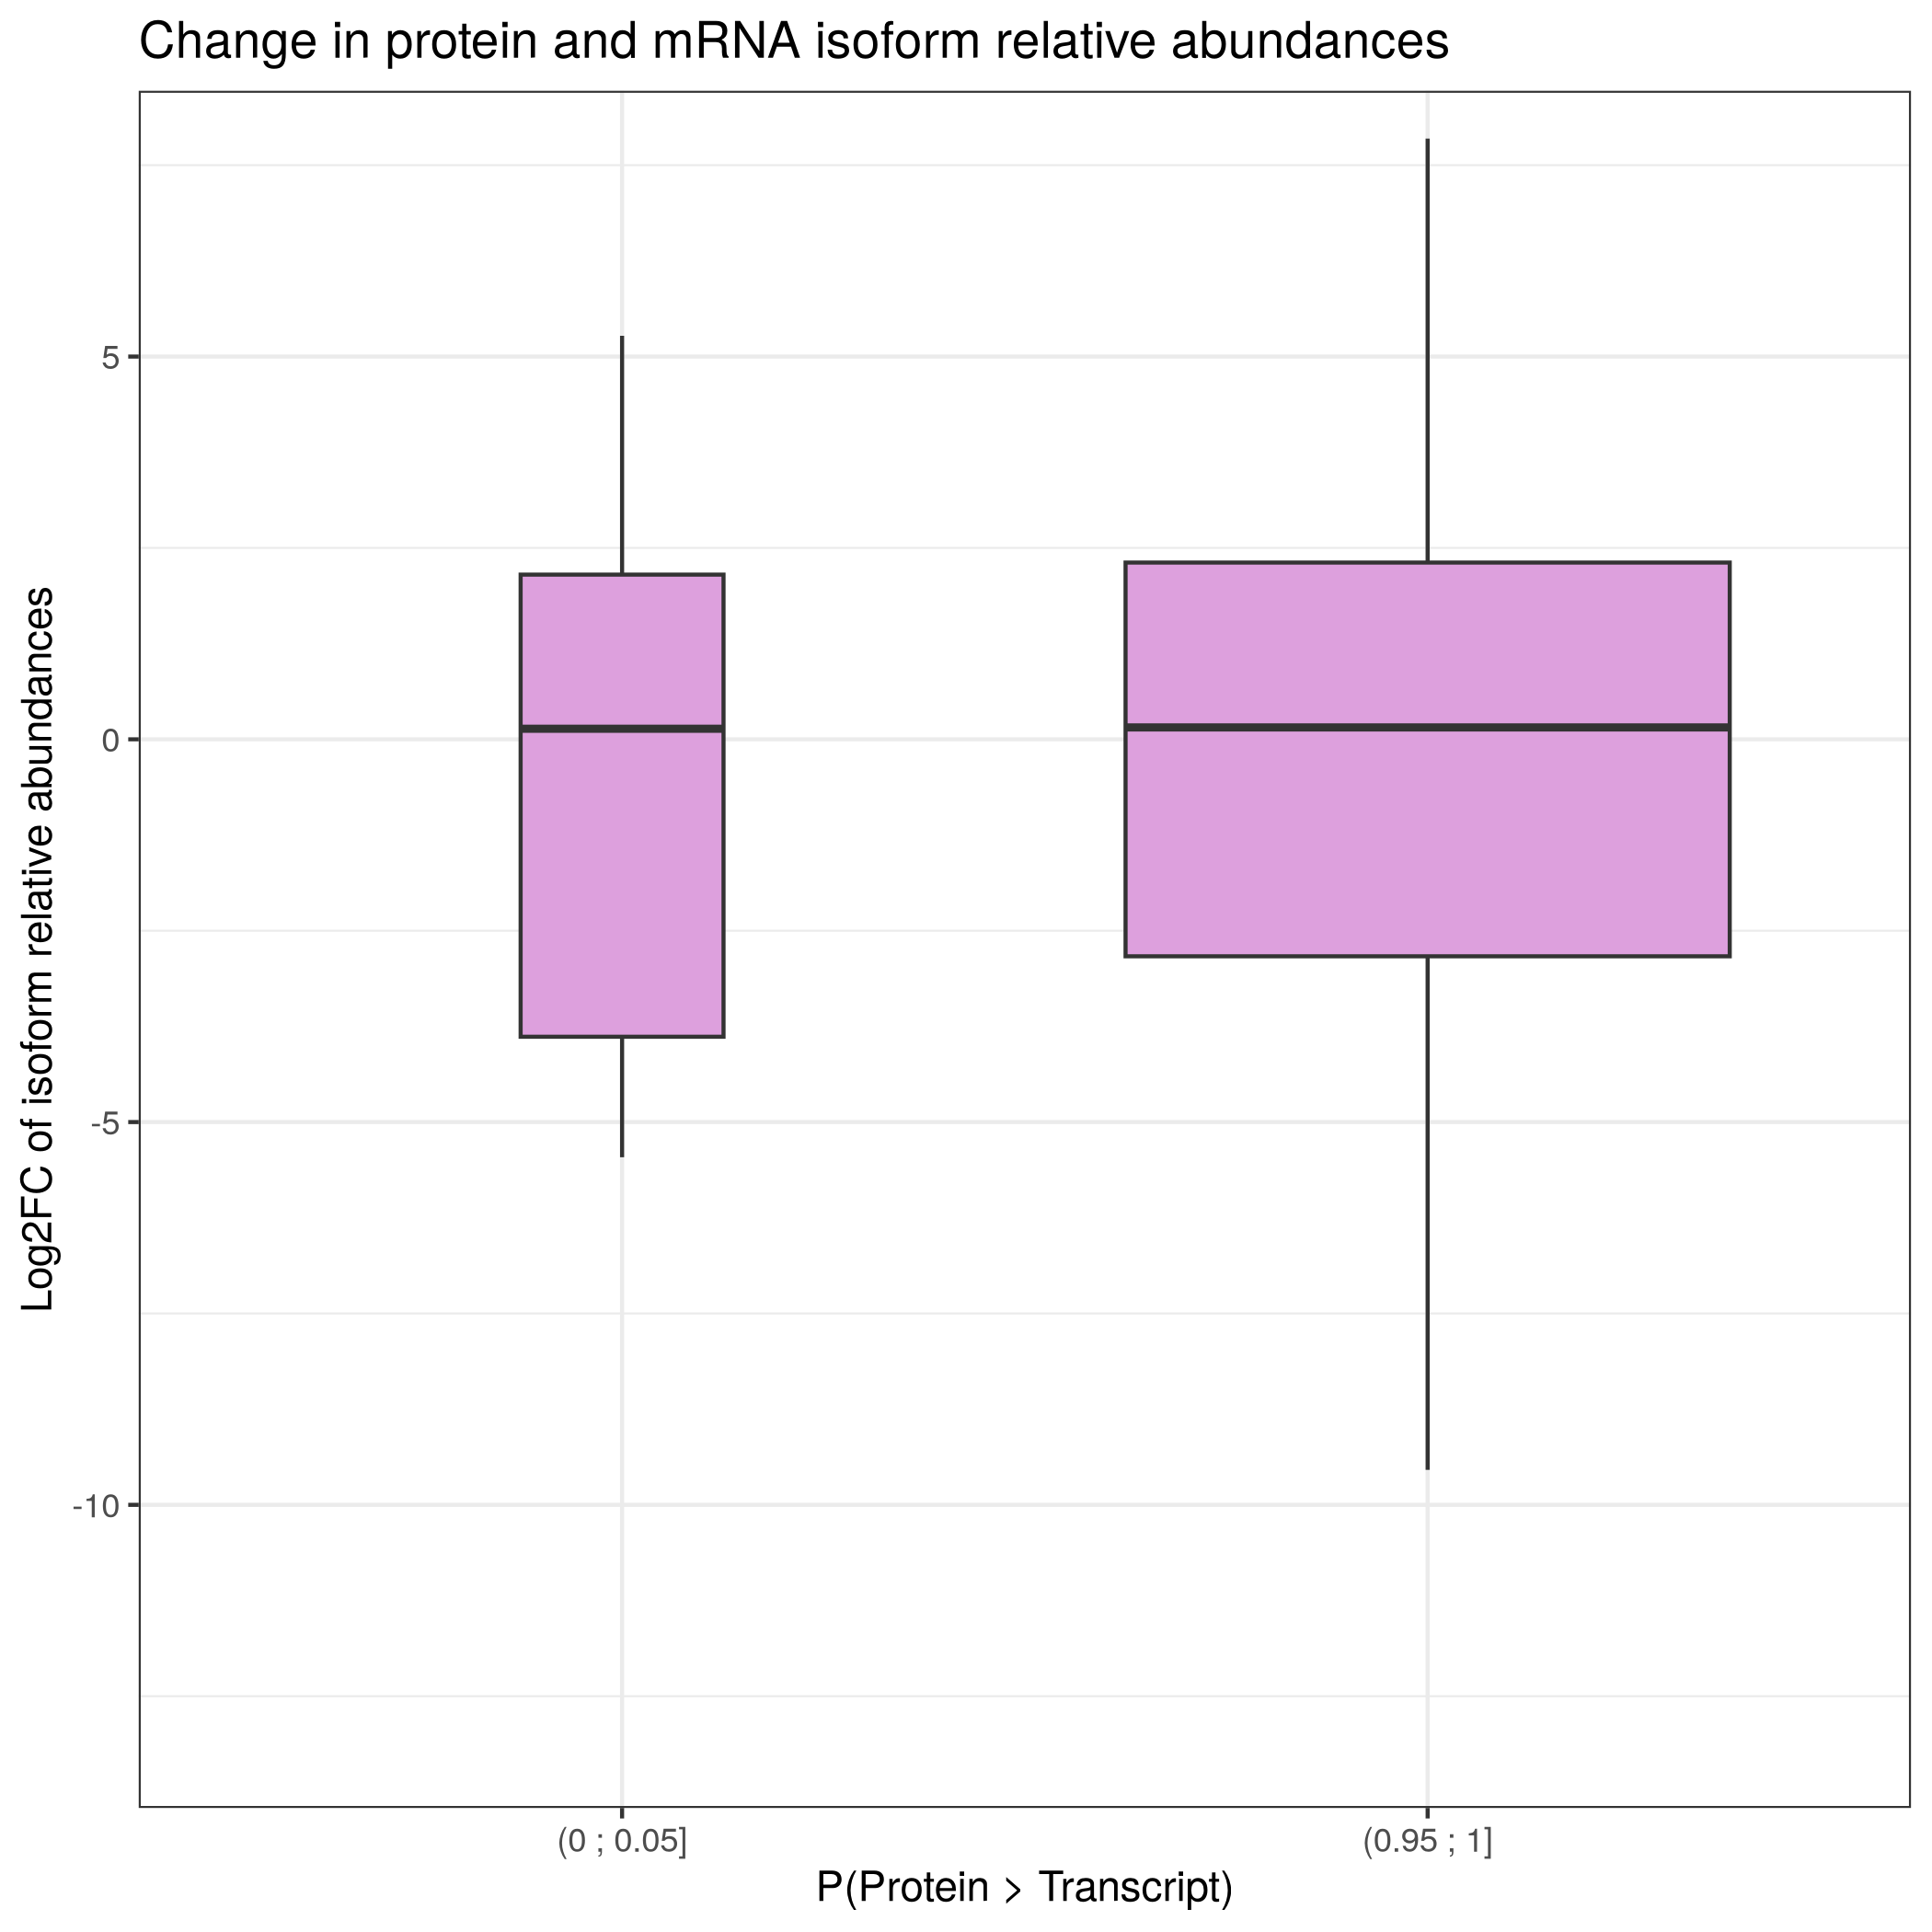 Change in protein and mRNA isoform relative abundances
Log2FC of isoform relative abundances
5
0
-5
-10
(0 ; 0.05]
(0.95 ; 1]
P(Protein > Transcript)